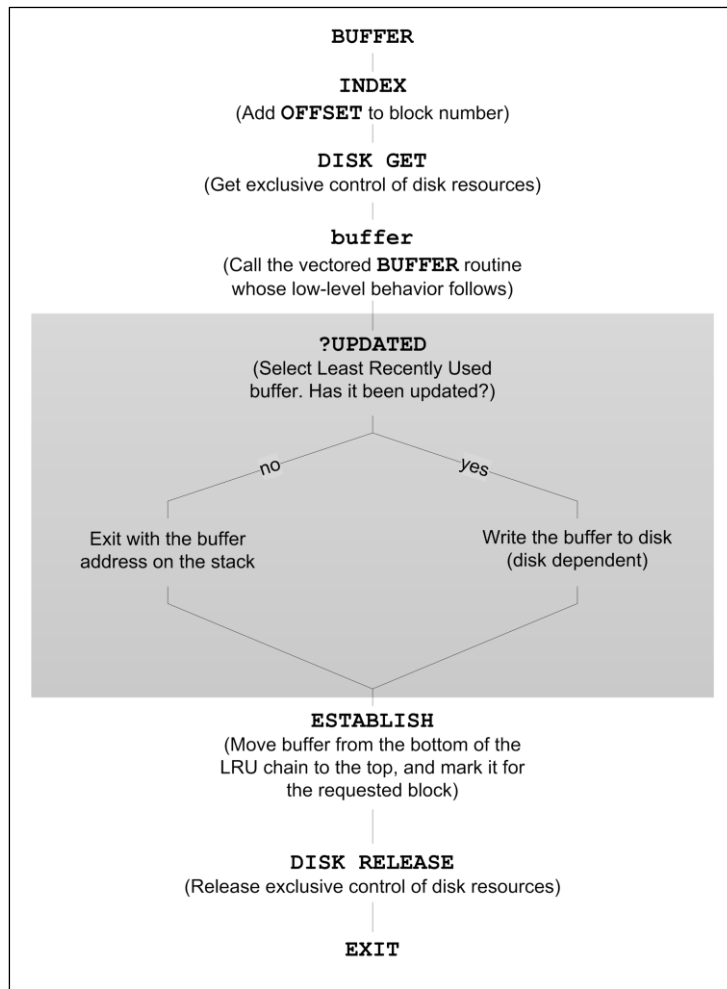 BUFFER
INDEX
(Add OFFSET to block number)
DISK GET
(Get exclusive control of disk resources)
buffer
(Call the vectored BUFFER routine
whose low-level behavior follows)
?UPDATED
(Select Least Recently Used
buffer. Has it been updated?)
no
yes
Exit with the buffer
address on the stack
Write the buffer to disk
(disk dependent)
ESTABLISH
(Move buffer from the bottom of the
LRU chain to the top, and mark it for
the requested block)
DISK RELEASE
(Release exclusive control of disk resources)
EXIT